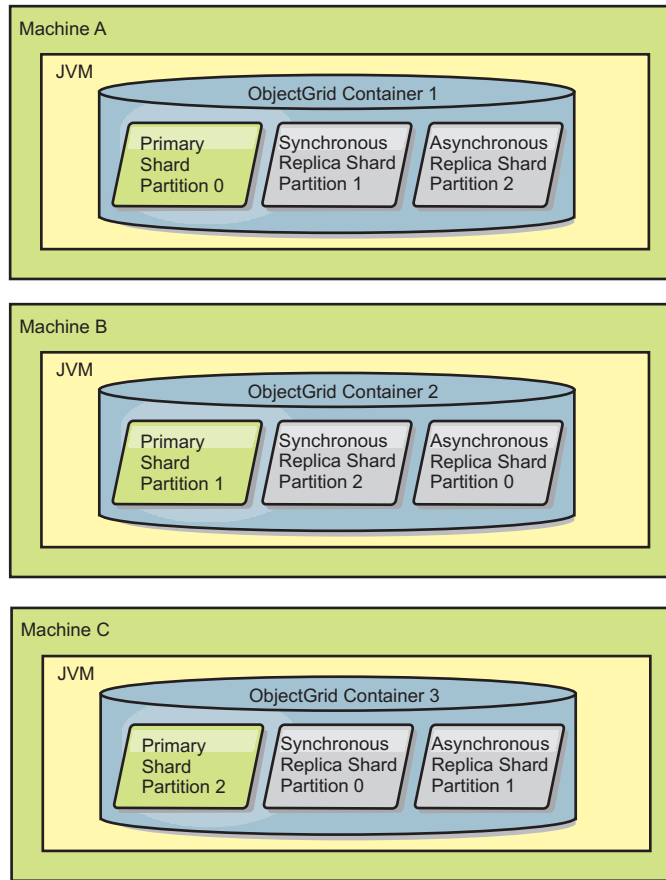 Machine A
JVM
ObjectGrid Container 1
Primary
Shard
Partition 0
Synchronous
Replica Shard
Partition 1
Asynchronous
Replica Shard
Partition 2
Machine B
JVM
ObjectGrid Container 2
Primary
Shard
Partition 1
Synchronous
Replica Shard
Partition 2
Asynchronous
Replica Shard
Partition 0
Machine C
JVM
ObjectGrid Container 3
Primary
Shard
Partition 2
Synchronous
Replica Shard
Partition 0
Asynchronous
Replica Shard
Partition 1